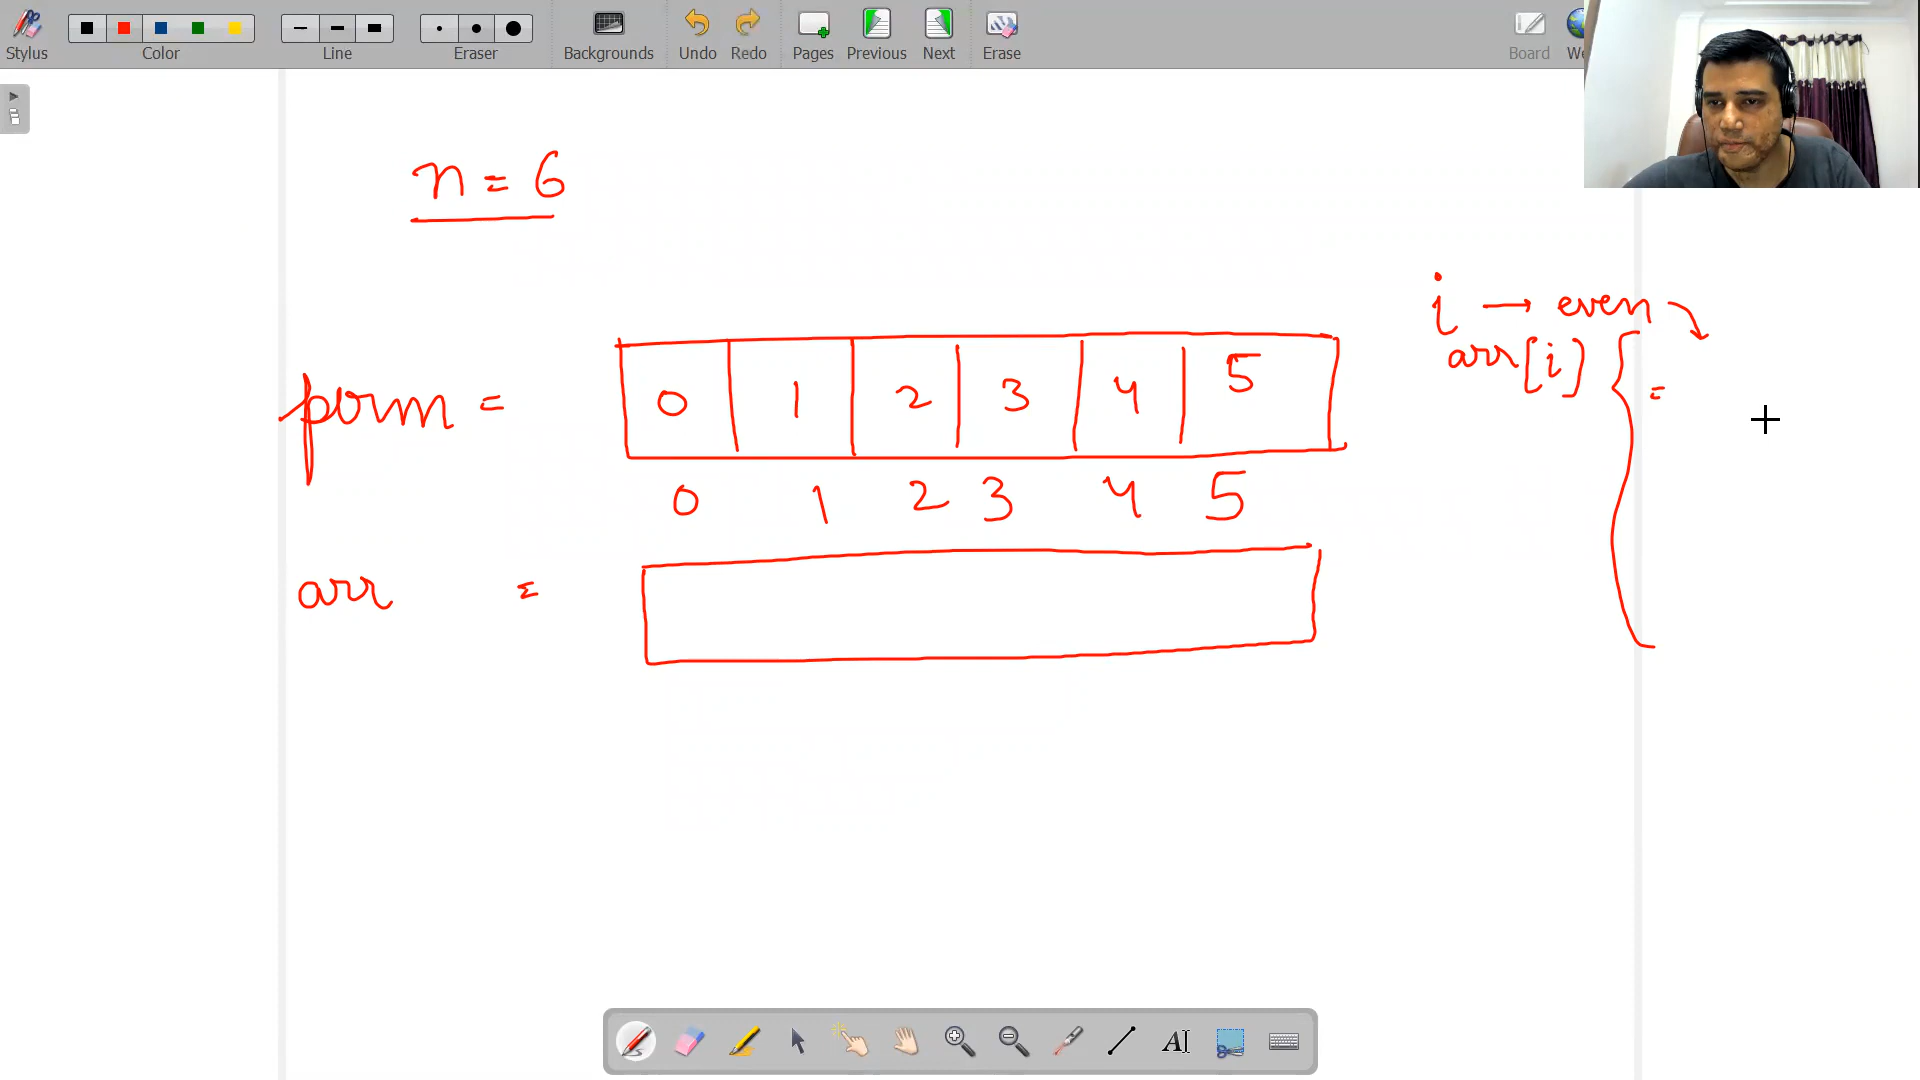 Stylus Color Line Eraser Backgrounds Undo Redo Pages Previous Next Erase Board
n = 6
i → even
arr[i] { =
perm = 0 1 2 3 4 5
0 1 2 3 4 5
arr =